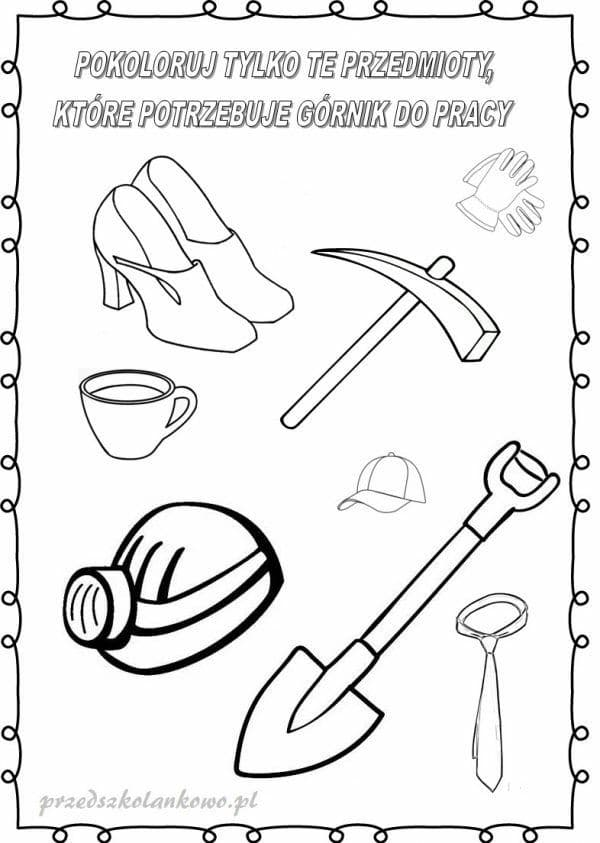 POKOLORUJ TYLKO TE PRZEDMIOTY,
KTÓRE POTRZEBUJE GÓRNIK DO PRACY
przedszkolankowo.pl